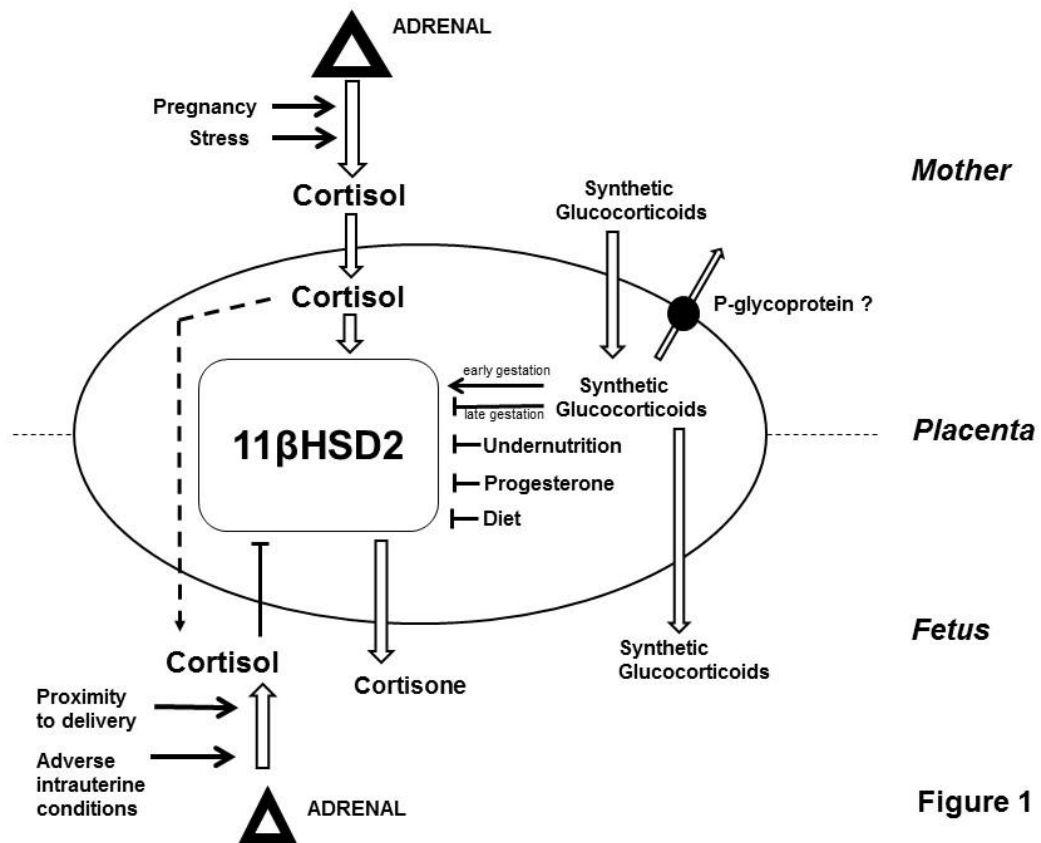 ADRENAL
Pregnancy
Stress
Cortisol
Mother
Synthetic
Glucocorticoids
Cortisol
P-glycoprotein ?
early gestation
Synthetic
Glucocorticoids
late gestation
11βHSD2
Undernutrition
Placenta
Progesterone
Diet
Fetus
Cortisol
Cortisone
Synthetic
Glucocorticoids
Proximity
to delivery
Adverse
intrauterine
conditions
ADRENAL
Figure 1